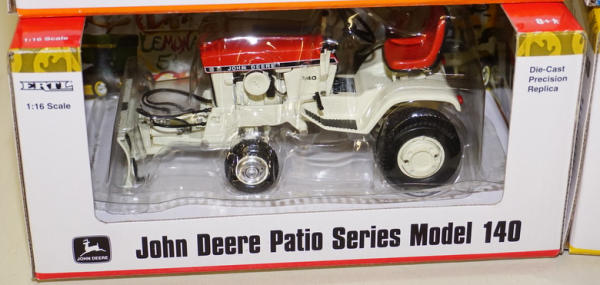 1:16 Scale
8+
ERTL
1:16 Scale
LEMONA
JOHN DEERE
140
Die-Cast
Precision
Replica
JOHN DEERE
John Deere Patio Series Model 140